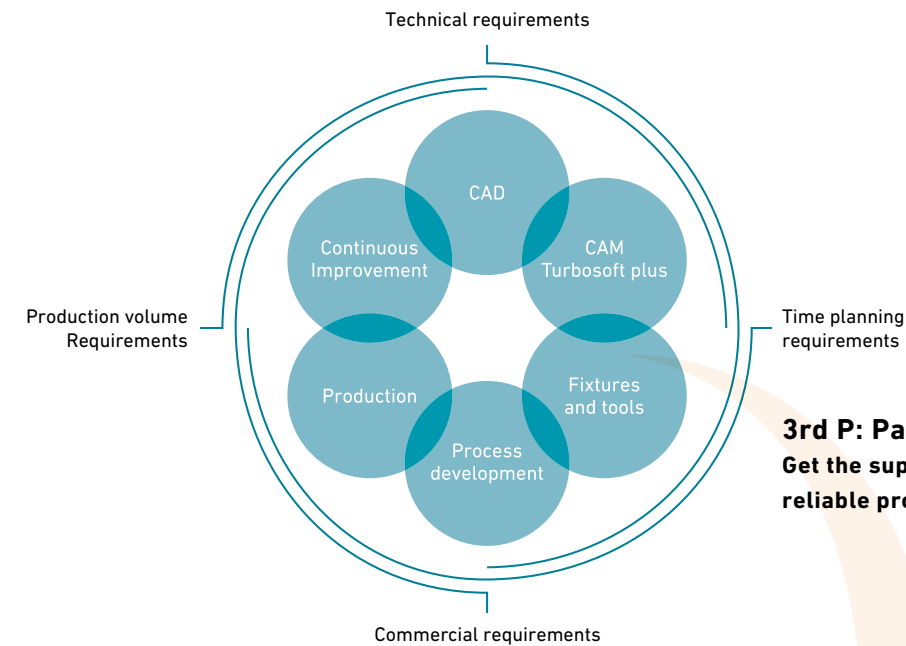 Technical requirements
CAD
Continuous
Improvement
CAM
Turbosoft plus
Production volume
Requirements
Time planning
requirements
Production
Fixtures
and tools
Process
development
3rd P: Pa
Get the sup
reliable pro
Commercial requirements